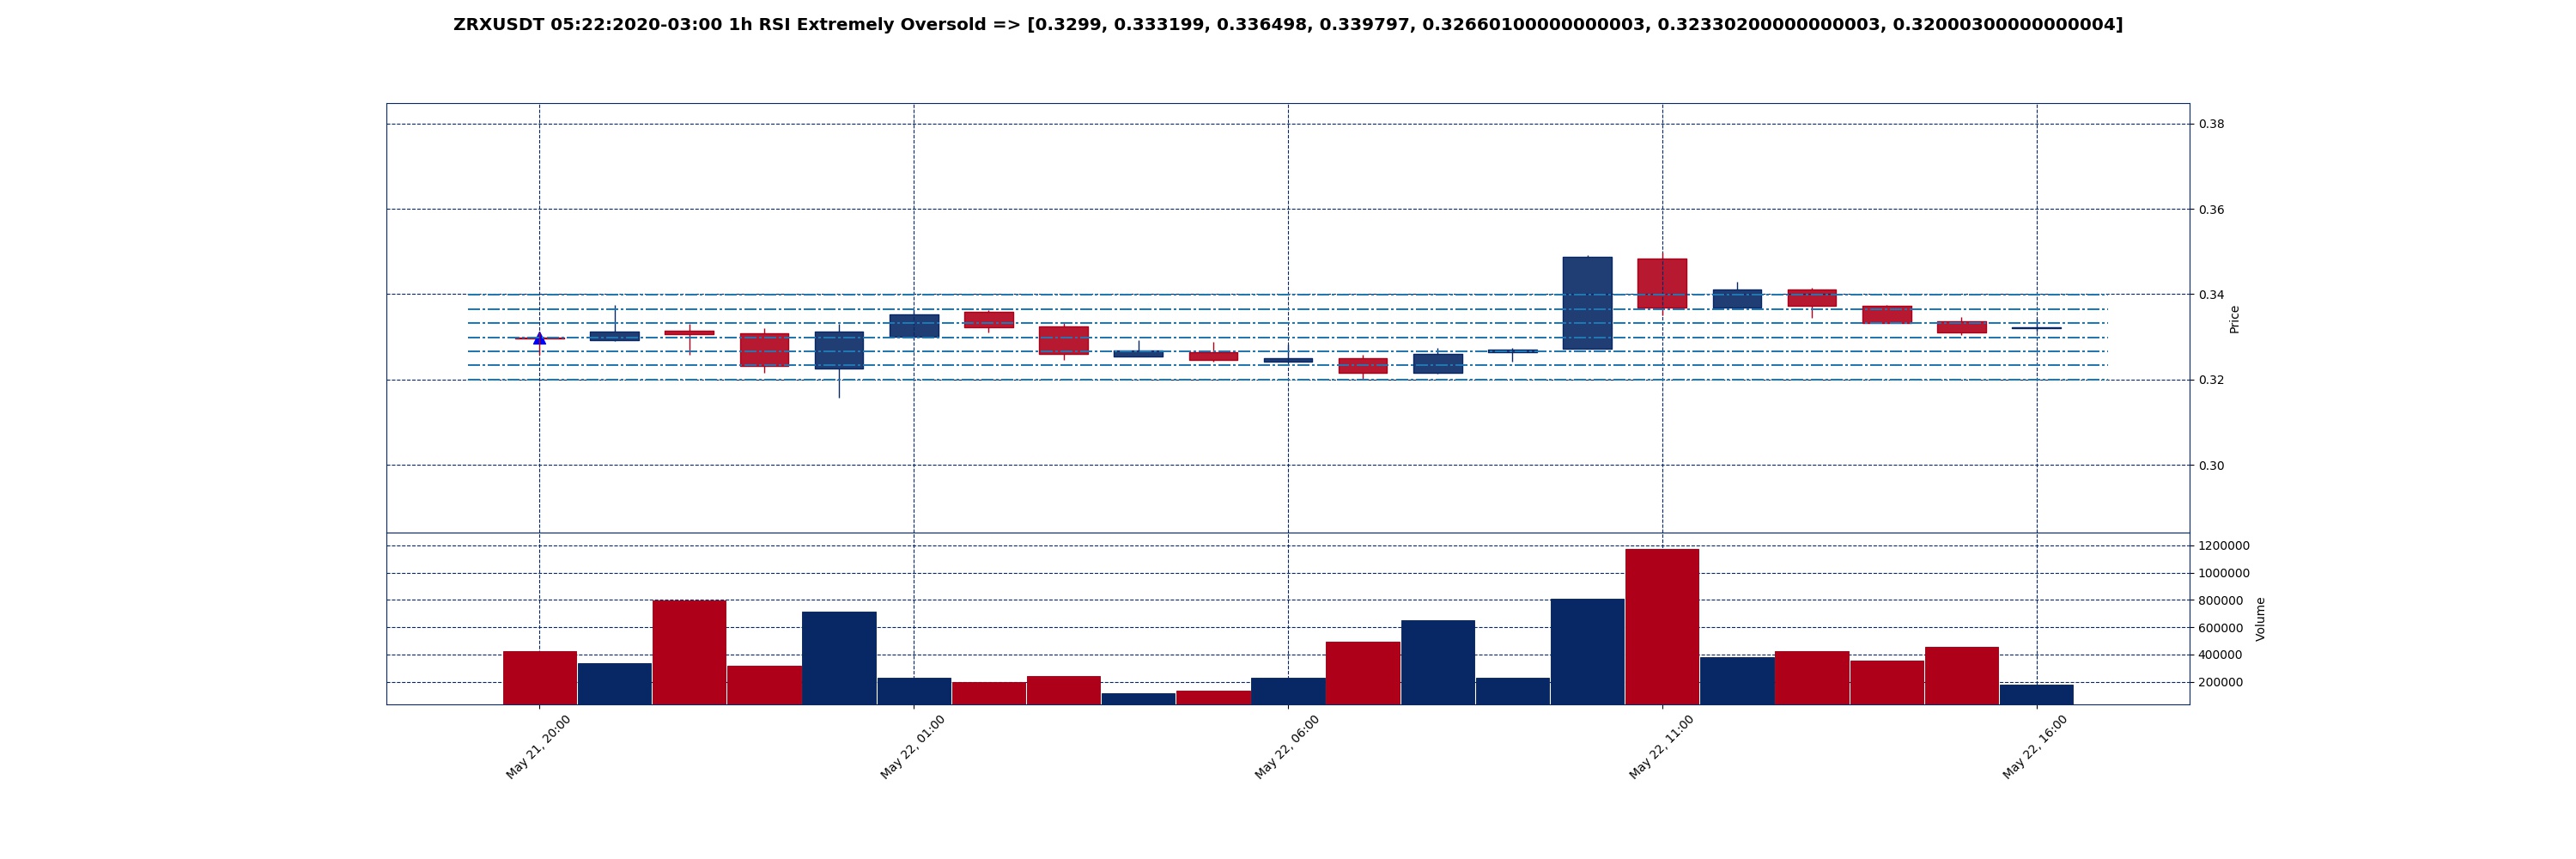 ZRXUSDT 05:22:2020-03:00 1h RSI Extremely Oversold => [0.3299, 0.333199, 0.336498, 0.339797, 0.32660100000000003, 0.32330200000000003, 0.32000300000000004]
0.38
0.36
0.34
0.32
0.30
Price
1200000
1000000
800000
600000
400000
200000
Volume
May 21, 20:00
May 22, 01:00
May 22, 06:00
May 22, 11:00
May 22, 16:00